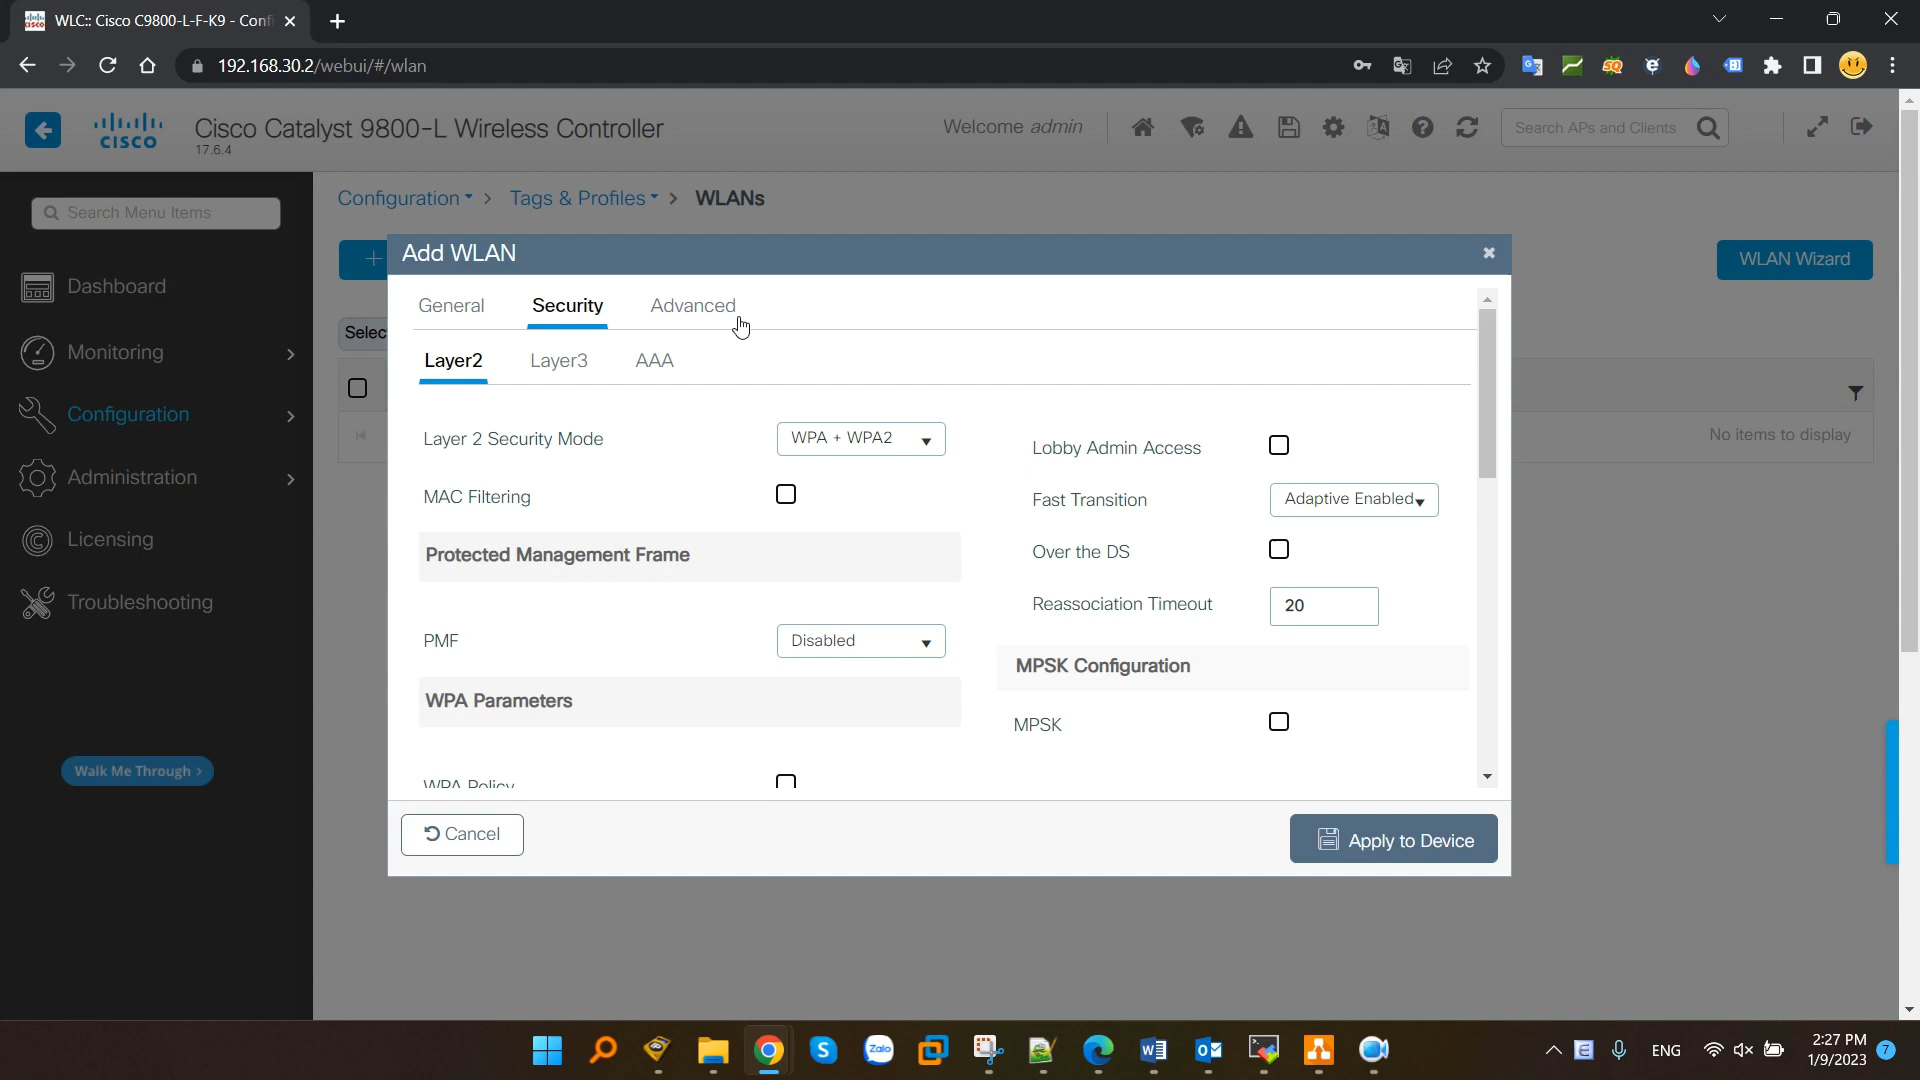 WLC:: Cisco C9800-L-F-K9 - Confi
192.168.30.2/webui/#/wlan
CISCO
Cisco Catalyst 9800-L Wireless Controller
17.6.4
Welcome admin
Search APs and Clients
Search Menu Items
Dashboard
Monitoring
Configuration
Administration
Licensing
Troubleshooting
Walk Me Through >
Configuration > Tags & Profiles > WLANs
WLAN Wizard
Selec
No items to display
Add WLAN
General
Security
Advanced
Layer2
Layer3
AAA
Layer 2 Security Mode
WPA + WPA2
MAC Filtering
Protected Management Frame
PMF
Disabled
WPA Parameters
WPA Policy
Lobby Admin Access
Fast Transition
Adaptive Enabled
Over the DS
Reassociation Timeout
20
MPSK Configuration
MPSK
Cancel
Apply to Device
Zalo
ENG
2:27 PM
1/9/2023
7